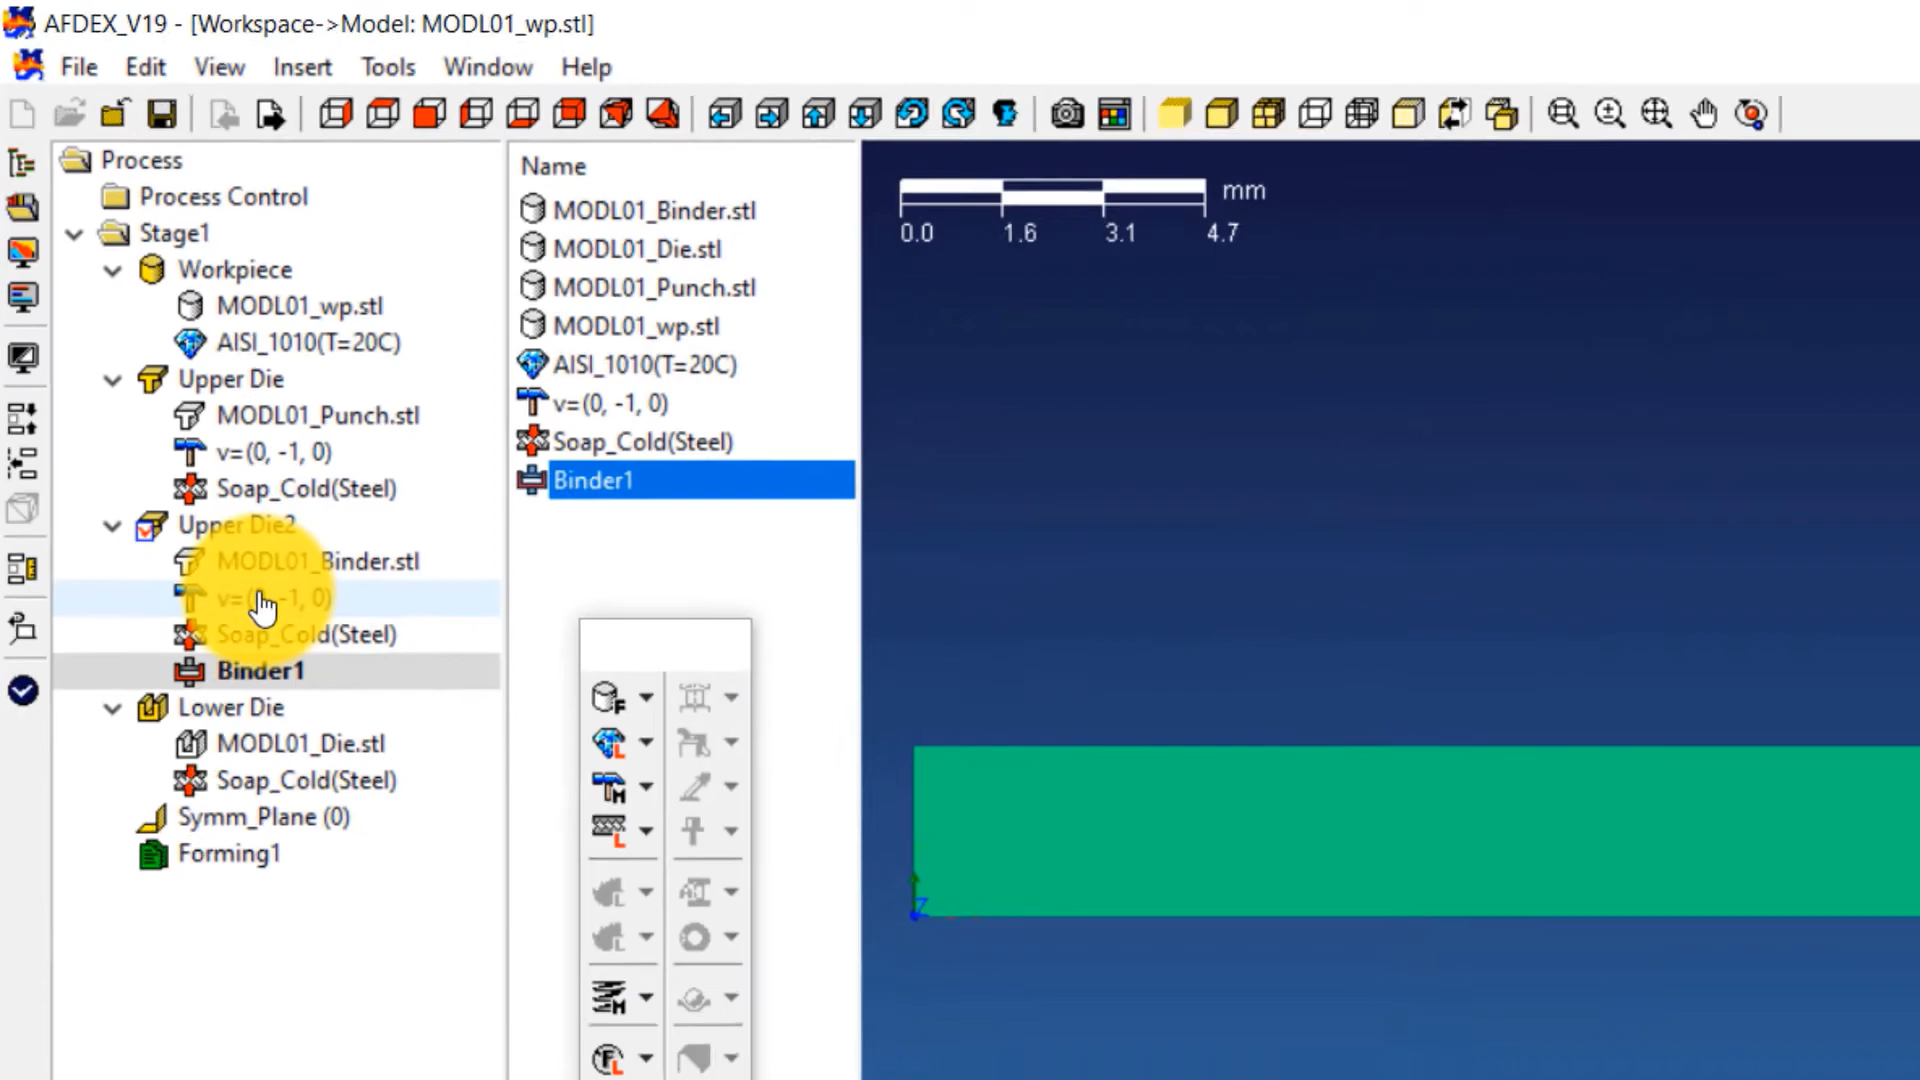 AFDEX_V19 - [Workspace->Model: MODL01_wp.stl]
File Edit View Insert Tools Window Help
Process
Process Control
Stage1
Workpiece
MODL01_wp.stl
AISI_1010(T=20C)
Upper Die
MODL01_Punch.stl
v=(0, -1, 0)
Soap_Cold(Steel)
Upper Die2
MODL01_Binder.stl
v=(0, -1, 0)
Soap_Cold(Steel)
Binder1
Lower Die
MODL01_Die.stl
Soap_Cold(Steel)
Symm_Plane (0)
Forming1
Name
MODL01_Binder.stl
MODL01_Die.stl
MODL01_Punch.stl
MODL01_wp.stl
AISI_1010(T=20C)
v=(0, -1, 0)
Soap_Cold(Steel)
Binder1
mm
0.0 1.6 3.1 4.7
Z